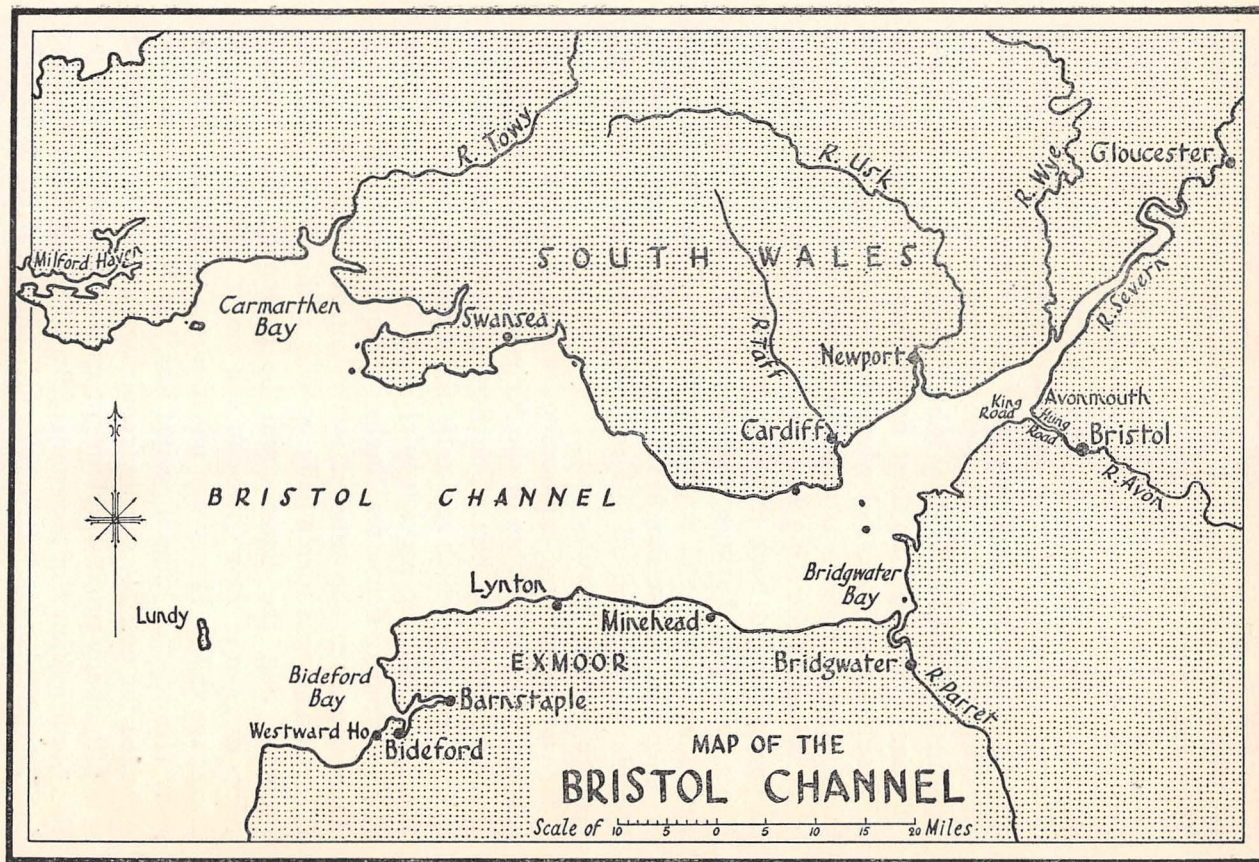 R. Towy
R. Usk
R. Wye
Gloucester
Milford Haven
SOUTH WALES
R. Severn
Carmarthen
Bay
Swansea
R Taff
Newport
King
Road
Avonmouth
Hung
Road
Cardiff
Bristol
R. Avon
BRISTOL CHANNEL
Bridgwater
Bay
Lynton
Lundy
Minehead
EXMOOR
Bridgwater
Bideford
Bay
Barnstaple
R. Parret
Westward Ho
Bideford
MAP OF THE
BRISTOL CHANNEL
Scale of 10 5 0 5 10 15 20 Miles